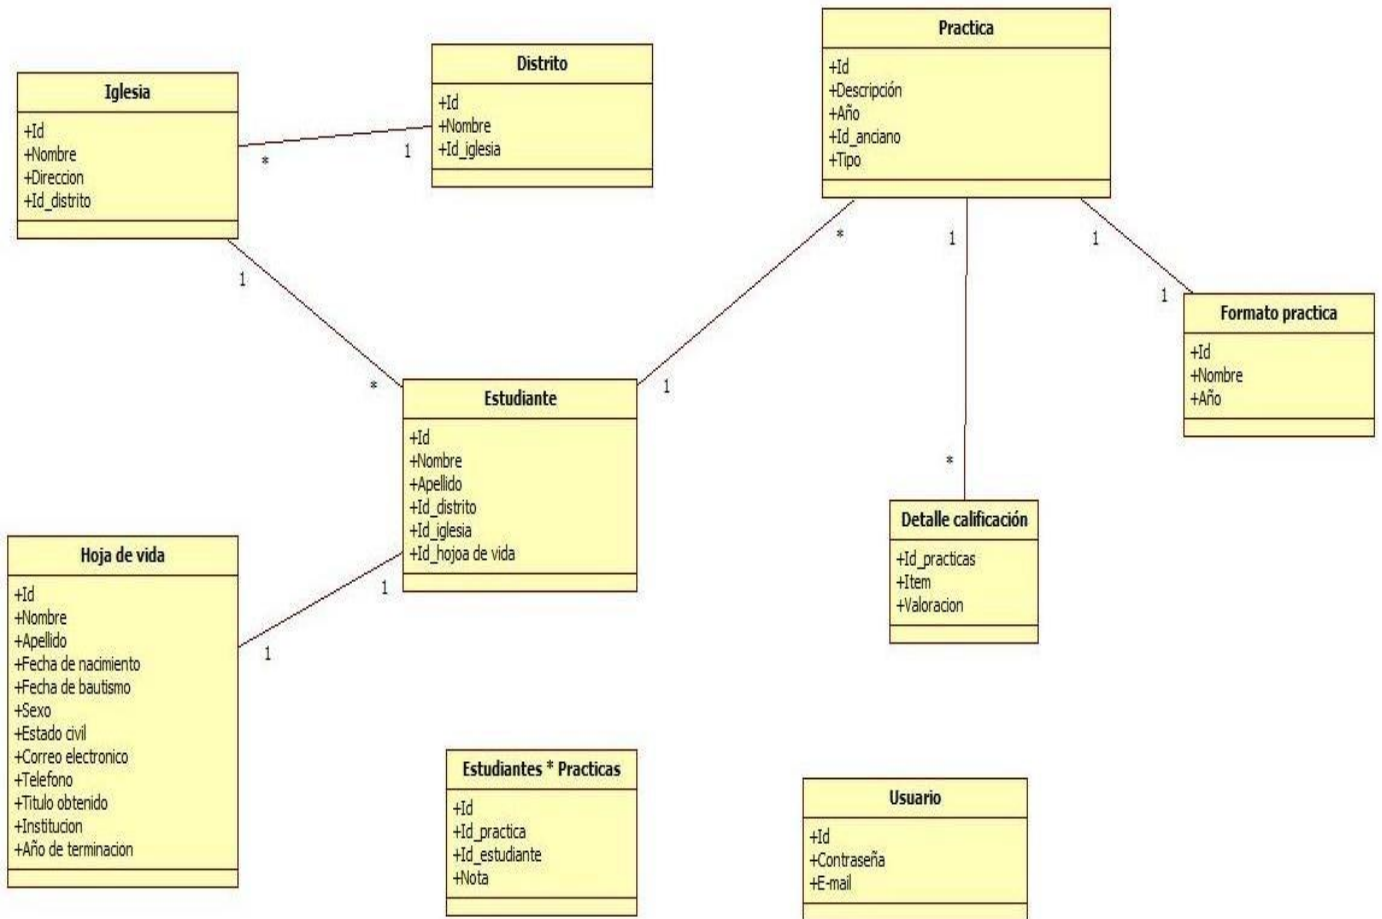 Iglesia
+Id
+Nombre
+Direccion
+Id_distrito
*
1
Distrito
+Id
+Nombre
+Id_iglesia
Practica
+Id
+Descripción
+Año
+Id_anciano
+Tipo
1
*
*
1
1
*
1
1
Formato practica
+Id
+Nombre
+Año
Estudiante
+Id
+Nombre
+Apellido
+Id_distrito
+Id_iglesia
+Id_hojoa de vida
Detalle calificación
+Id_practicas
+Item
+Valoracion
1
1
Hoja de vida
+Id
+Nombre
+Apellido
+Fecha de nacimiento
+Fecha de bautismo
+Sexo
+Estado civil
+Correo electronico
+Telefono
+Titulo obtenido
+Institucion
+Año de terminacion
Estudiantes * Practicas
+Id
+Id_practica
+Id_estudiante
+Nota
Usuario
+Id
+Contraseña
+E-mail